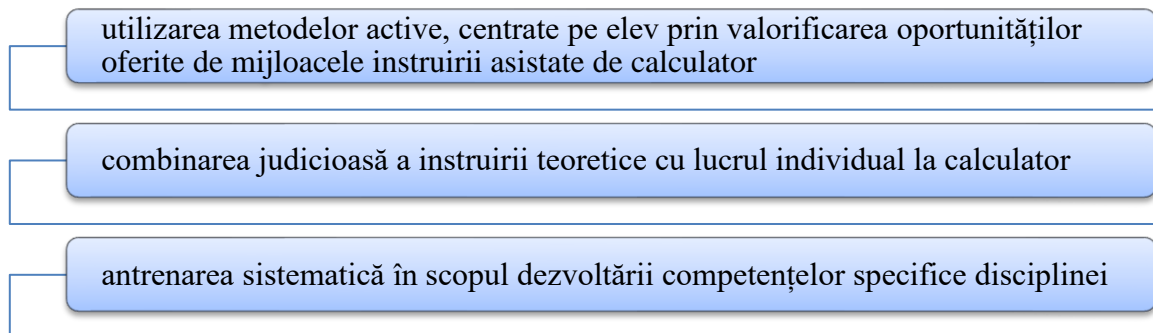 utilizarea metodelor active, centrate pe elev prin valorificarea oportunităților
oferite de mijloacele instruirii asistate de calculator
combinarea judicioasă a instruirii teoretice cu lucrul individual la calculator
antrenarea sistematică în scopul dezvoltării competențelor specifice disciplinei